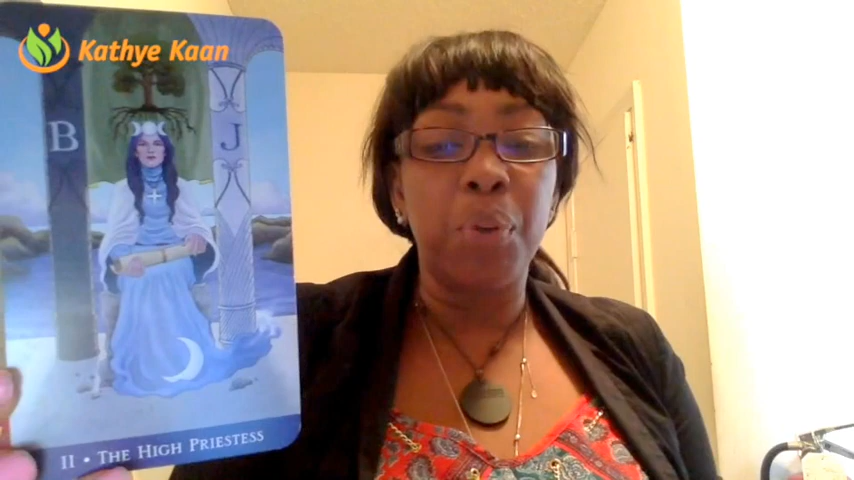 Kathye Kaan
B
J
II • THE HIGH PRIESTESS